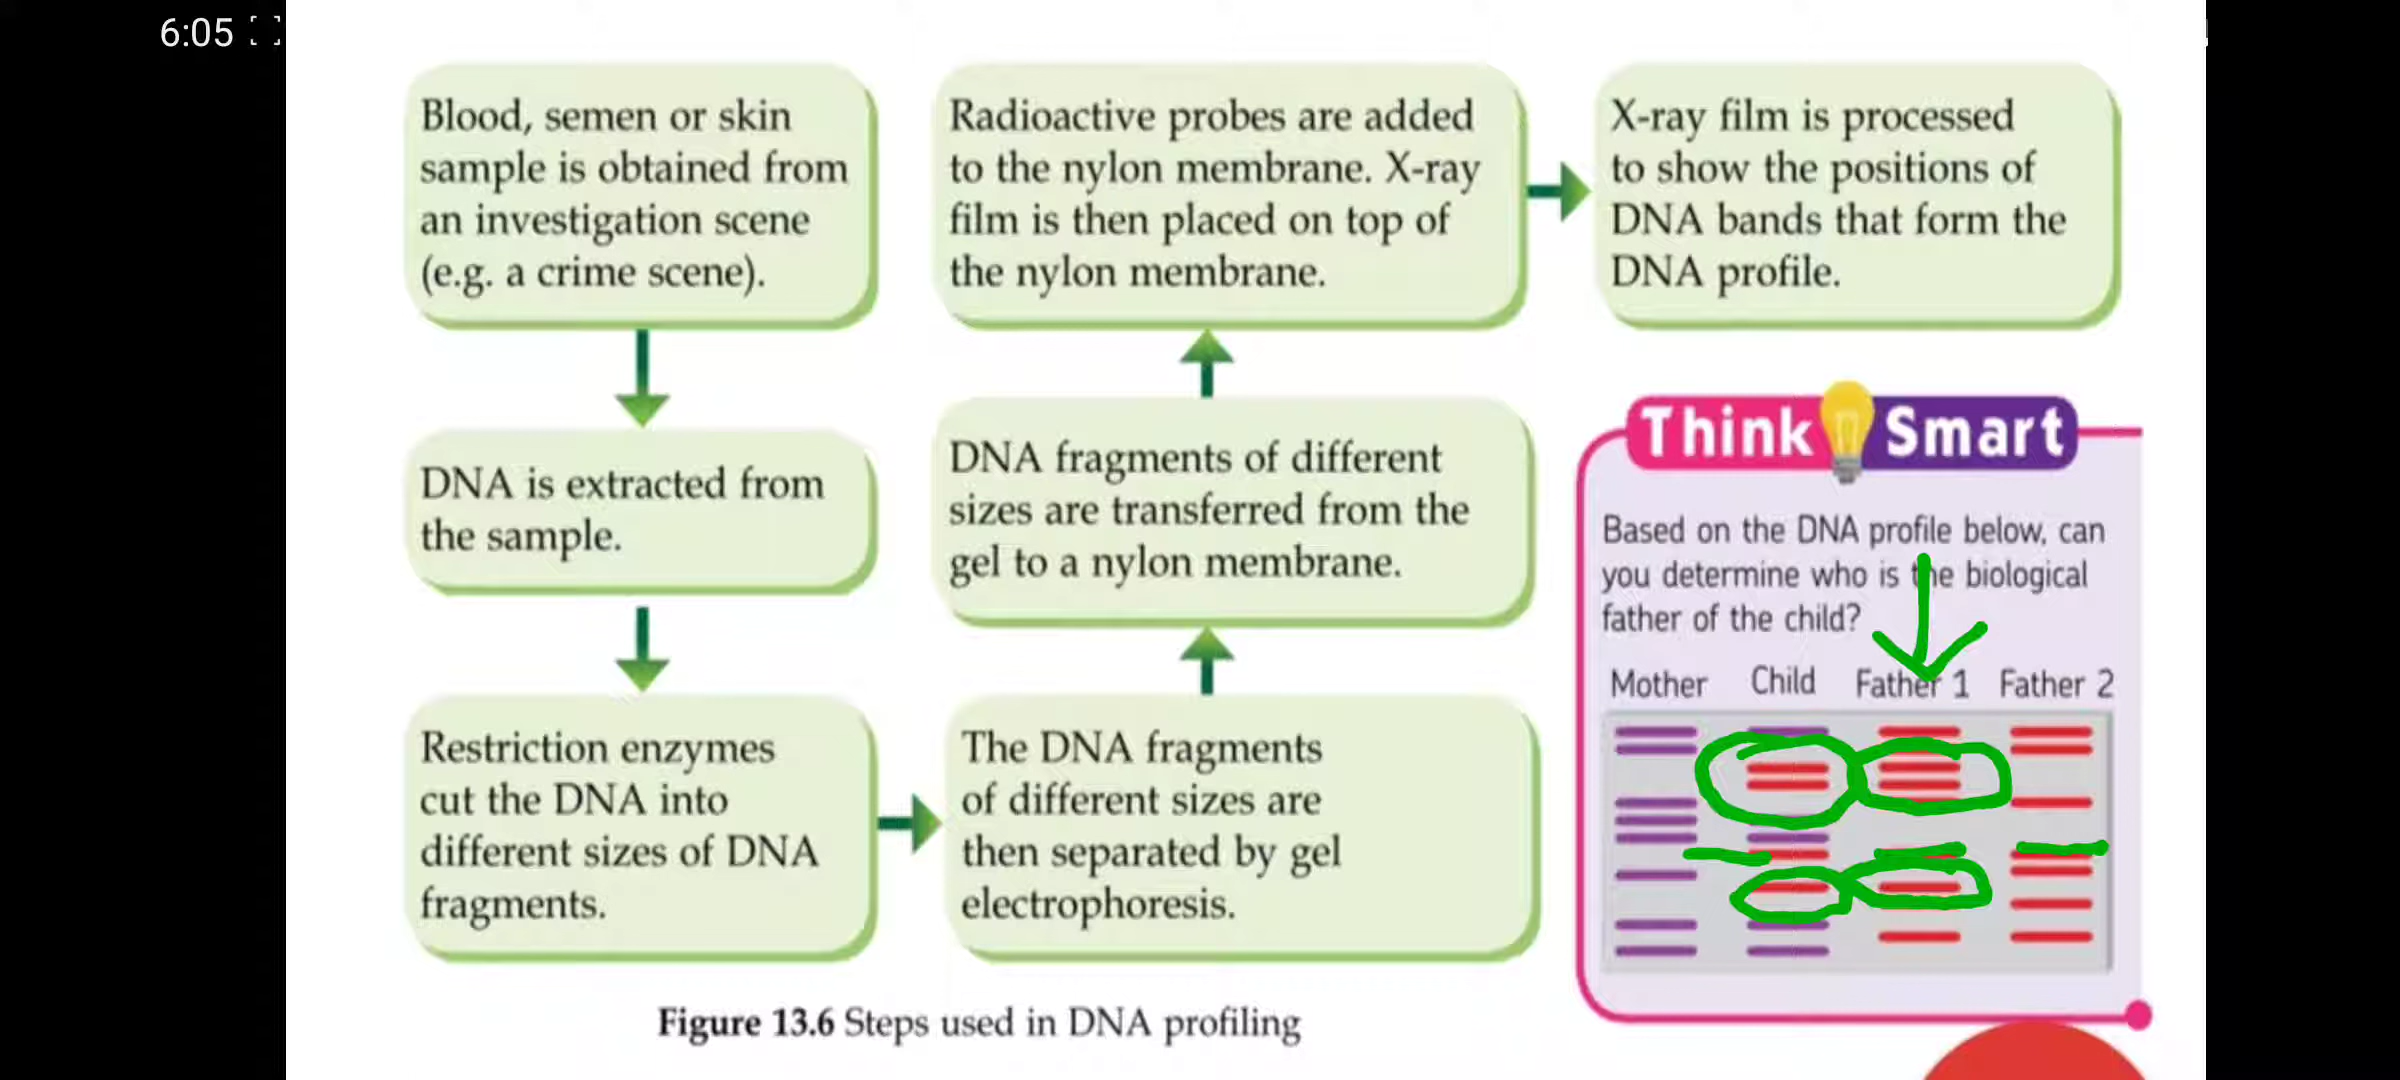 6:05
Blood, semen or skin
sample is obtained from
an investigation scene
(e.g. a crime scene).
DNA is extracted from
the sample.
Restriction enzymes
cut the DNA into
different sizes of DNA
fragments.
The DNA fragments
of different sizes are
then separated by gel
electrophoresis.
DNA fragments of different
sizes are transferred from the
gel to a nylon membrane.
Radioactive probes are added
to the nylon membrane. X-ray
film is then placed on top of
the nylon membrane.
X-ray film is processed
to show the positions of
DNA bands that form the
DNA profile.
Think Smart
Based on the DNA profile below, can
you determine who is the biological
father of the child?
Mother Child Father 1 Father 2
Figure 13.6 Steps used in DNA profiling